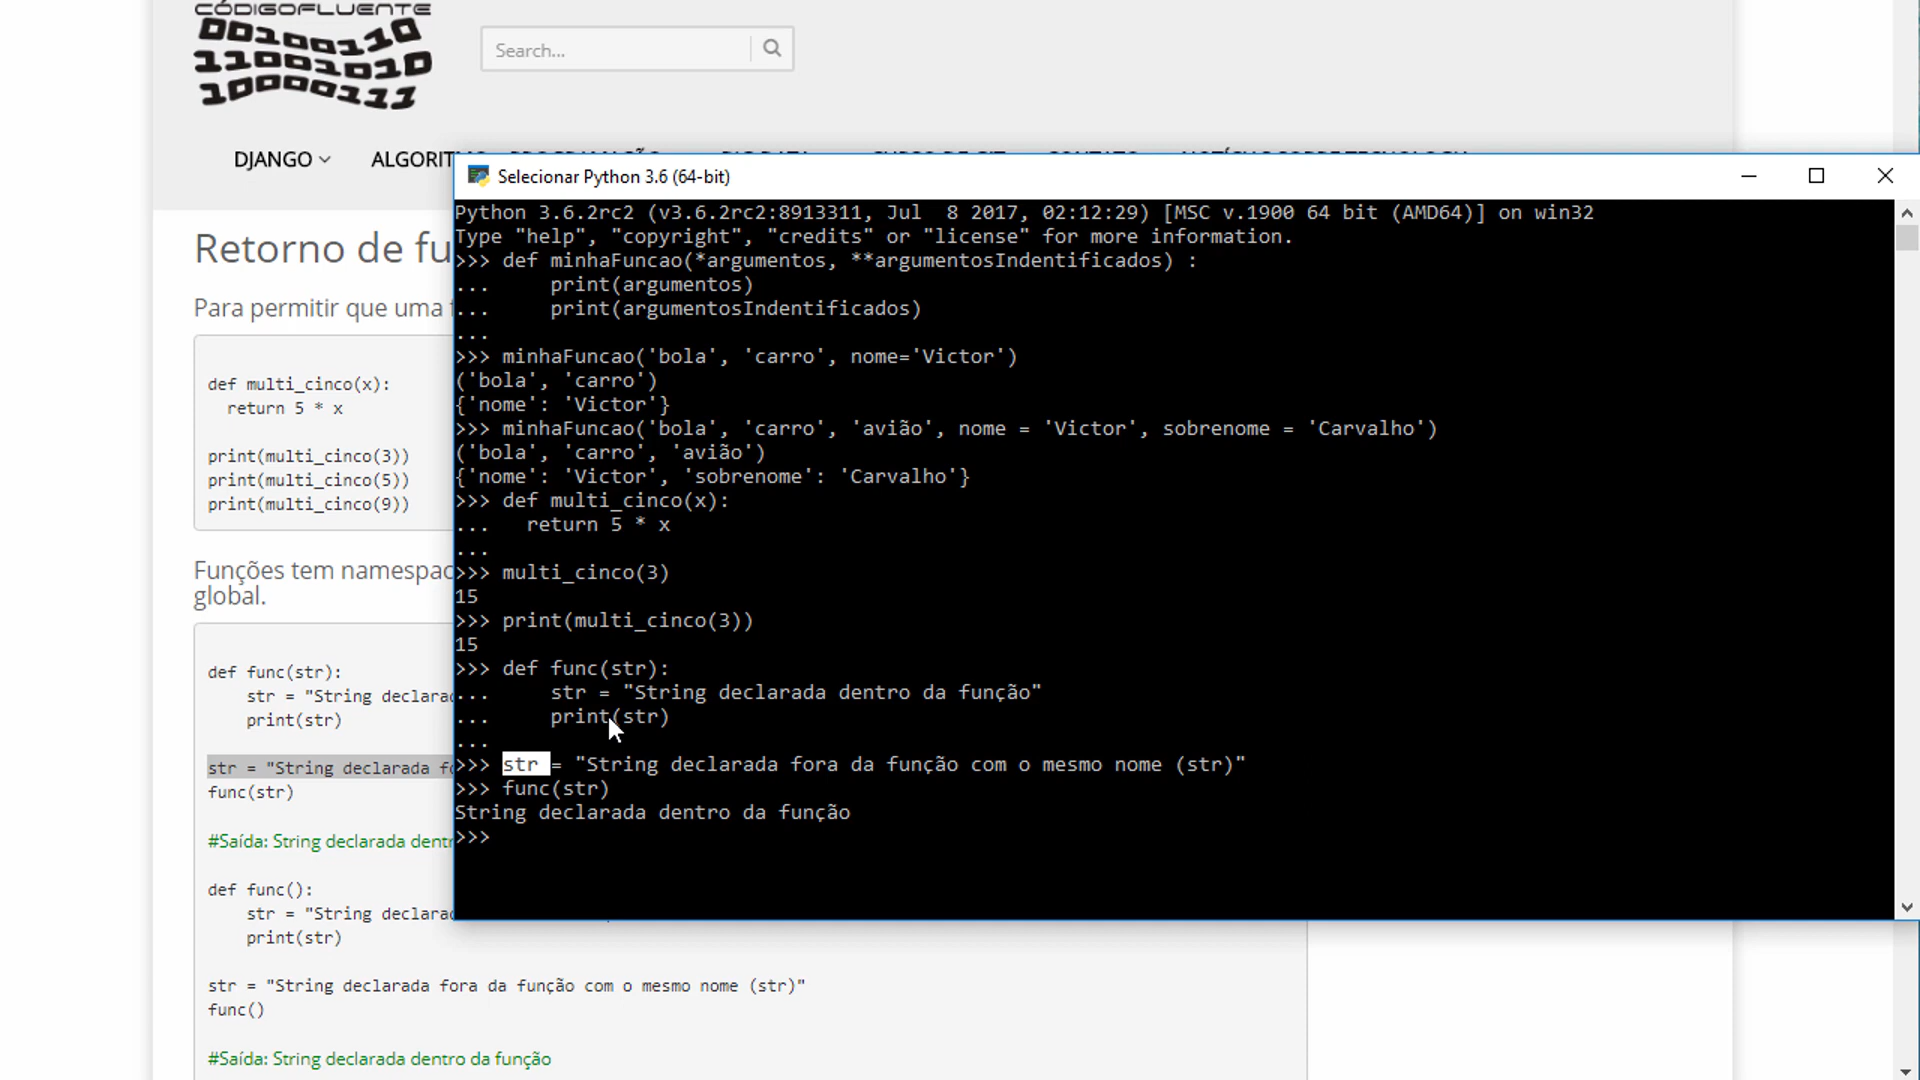 CÓDIGOFLUENTE
00100110
11001010
10000111
Search...
DJANGO
Retorno de fu
Para permitir que uma
def multi_cinco(x):
return 5 * x
print(multi_cinco(3))
print(multi_cinco(5))
print(multi_cinco(9))
Funções tem namespac
global.
def func(str):
str = "String declarad
print(str)
str = "String declarada fo
func(str)
#Saída: String declarada dentr
def func():
str = "String declarad
print(str)
str = "String declarada fora da função com o mesmo nome (str)"
func()
#Saída: String declarada dentro da função
Selecionar Python 3.6 (64-bit)
Python 3.6.2rc2 (v3.6.2rc2:8913311, Jul  8 2017, 02:12:29) [MSC v.1900 64 bit (AMD64)] on win32
Type "help", "copyright", "credits" or "license" for more information.
>>> def minhaFuncao(*argumentos, **argumentosIndentificados) :
...     print(argumentos)
...     print(argumentosIndentificados)
...
>>> minhaFuncao('bola', 'carro', nome='Victor')
('bola', 'carro')
{'nome': 'Victor'}
>>> minhaFuncao('bola', 'carro', 'avião', nome = 'Victor', sobrenome = 'Carvalho')
('bola', 'carro', 'avião')
{'nome': 'Victor', 'sobrenome': 'Carvalho'}
>>> def multi_cinco(x):
...   return 5 * x
...
>>> multi_cinco(3)
15
>>> print(multi_cinco(3))
15
>>> def func(str):
...     str = "String declarada dentro da função"
...     print(str)
...
>>> str = "String declarada fora da função com o mesmo nome (str)"
>>> func(str)
String declarada dentro da função
>>>